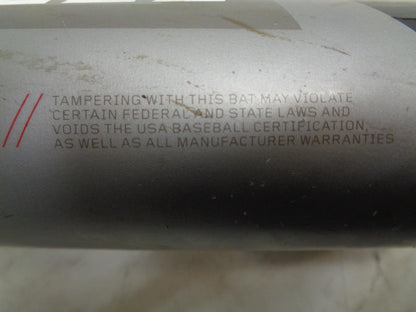 // TAMPERING WITH THIS BAT MAY VIOLATE
CERTAIN FEDERAL AND STATE LAWS AND
VOIDS THE USA BASEBALL CERTIFICATION,
AS WELL AS ALL MANUFACTURER WARRANTIES